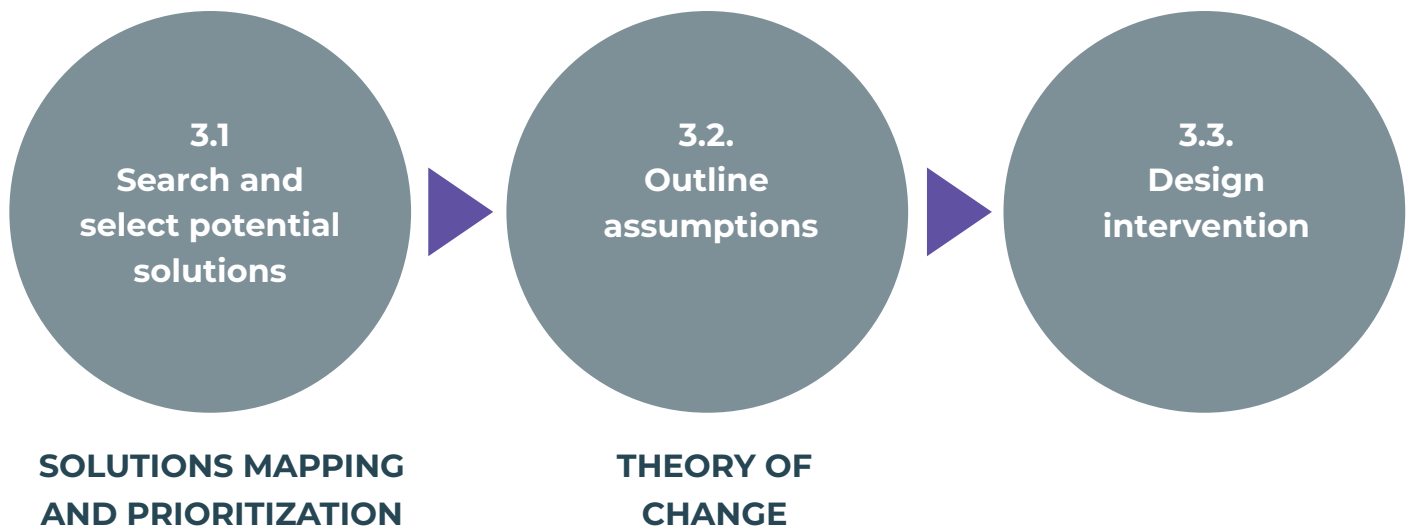 3.1
Search and
select potential
solutions
3.2.
Outline
assumptions
3.3.
Design
intervention
SOLUTIONS MAPPING
AND PRIORITIZATION
THEORY OF
CHANGE